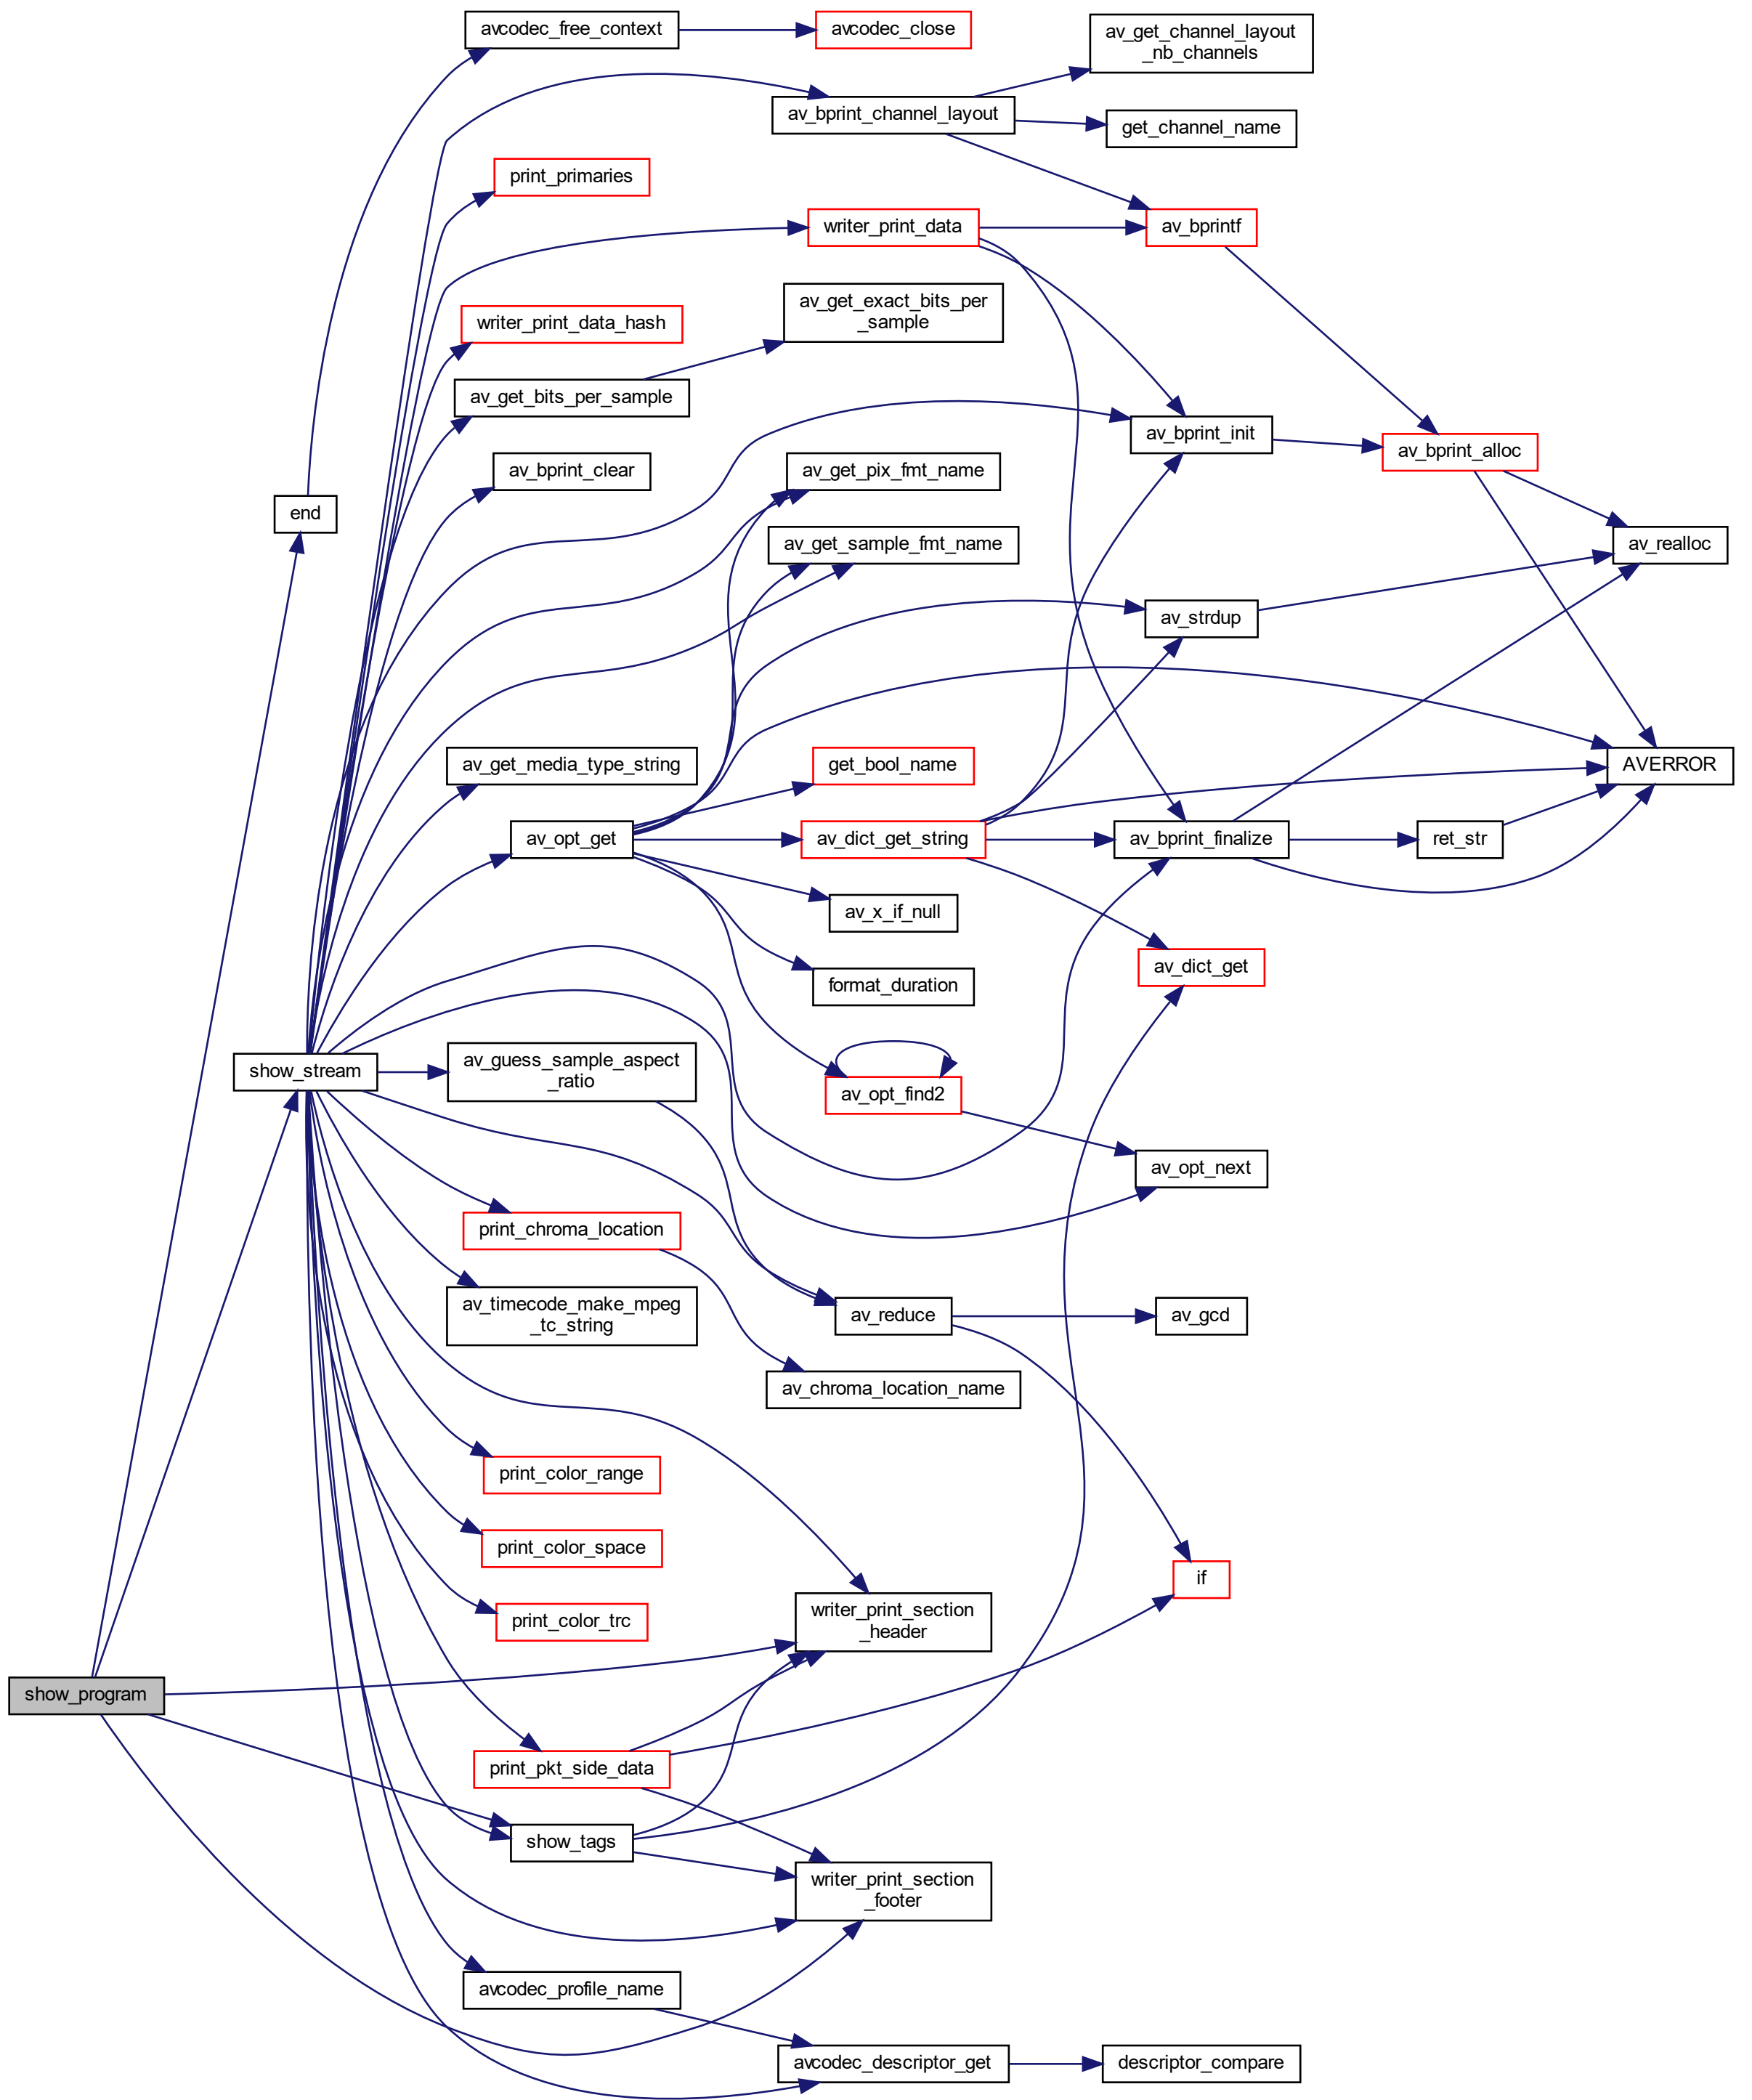 avcodec_free_context
avcodec_close
av_get_channel_layout
_nb_channels
av_bprint_channel_layout
get_channel_name
print_primaries
writer_print_data
av_bprintf
writer_print_data_hash
av_get_exact_bits_per
_sample
av_get_bits_per_sample
av_bprint_init
av_bprint_alloc
av_bprint_clear
av_get_pix_fmt_name
end
av_get_sample_fmt_name
av_realloc
av_strdup
av_get_media_type_string
get_bool_name
AVERROR
av_opt_get
av_dict_get_string
av_bprint_finalize
ret_str
av_x_if_null
av_dict_get
format_duration
show_stream
av_guess_sample_aspect
_ratio
av_opt_find2
av_opt_next
print_chroma_location
av_timecode_make_mpeg
_tc_string
av_reduce
av_gcd
av_chroma_location_name
print_color_range
print_color_space
if
print_color_trc
writer_print_section
_header
show_program
print_pkt_side_data
show_tags
writer_print_section
_footer
avcodec_profile_name
avcodec_descriptor_get
descriptor_compare